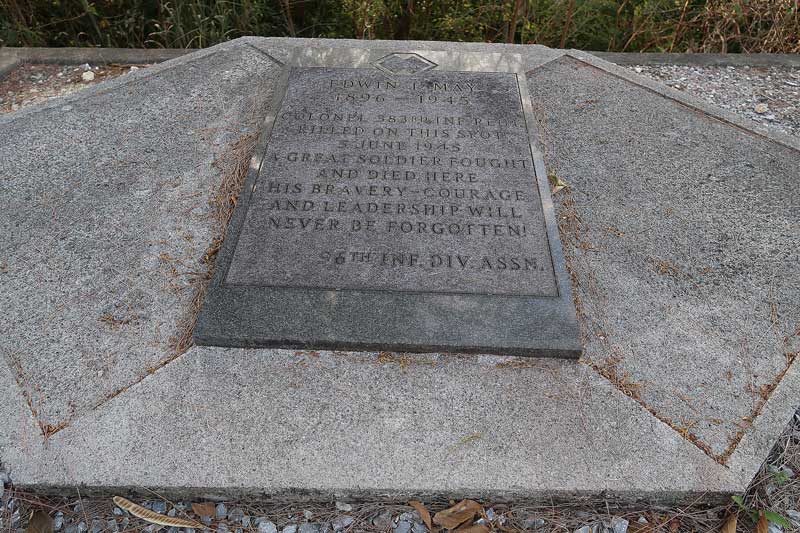 EDWIN T. MAY
1896 – 1945
COLONEL 383RD INF. REGT.
KILLED ON THIS SPOT
5 JUNE 1945
A GREAT SOLDIER FOUGHT
AND DIED HERE
HIS BRAVERY–COURAGE
AND LEADERSHIP WILL
NEVER BE FORGOTTEN!
96TH INF. DIV. ASSN.